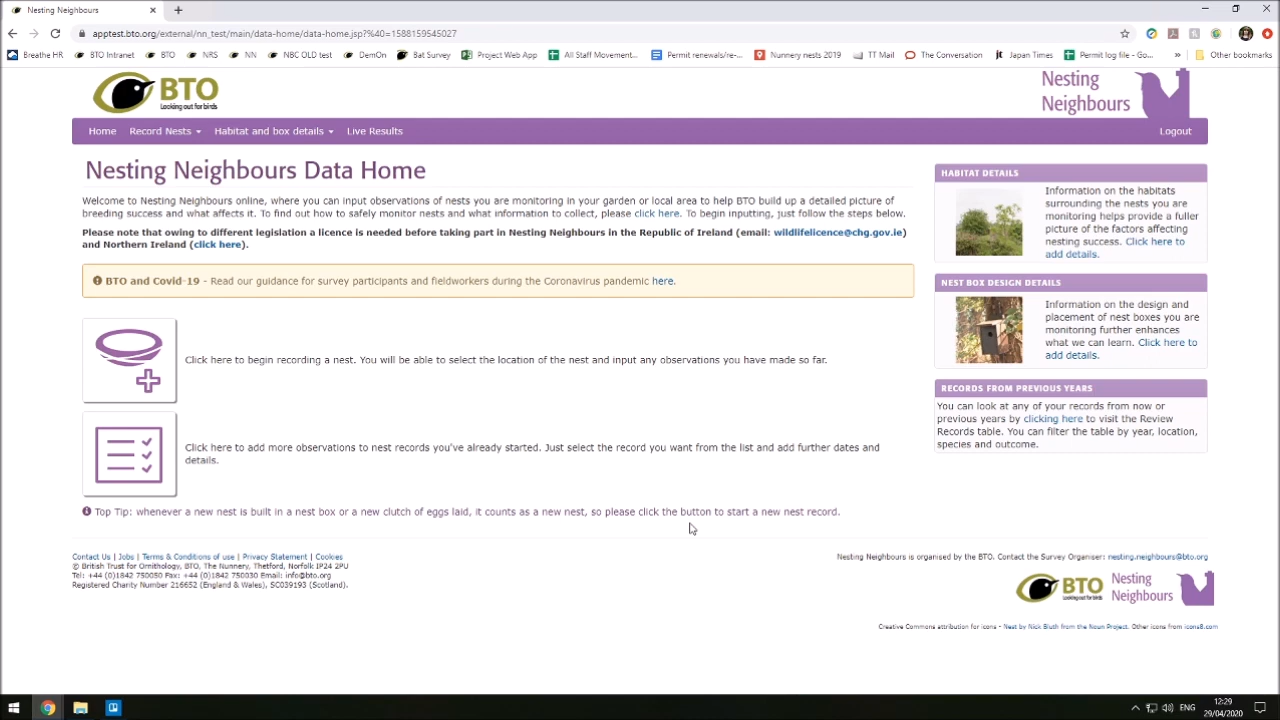 Nesting Neighbours
apptest.bto.org/external/nn_test/main/data-home/data-home.jsp?%40=1588159545027
Breathe HR
BTO Intranet
BTO
NRS
NN
NBC OLD test
DemOn
Bat Survey
Project Web App
All Staff Movement...
Permit renewals/re-...
Nunnery nests 2019
TT Mail
The Conversation
Japan Times
Permit log file - Go...
»
Other bookmarks
BTO
Looking out for birds
Nesting
Neighbours
Home
Record Nests
Habitat and box details
Live Results
Logout
Nesting Neighbours Data Home
Welcome to Nesting Neighbours online, where you can input observations of nests you are monitoring in your garden or local area to help BTO build up a detailed picture of
breeding success and what affects it. To find out how to safely monitor nests and what information to collect, please click here. To begin inputting, just follow the steps below.
Please note that owing to different legislation a licence is needed before taking part in Nesting Neighbours in the Republic of Ireland (email: wildlifelicence@chg.gov.ie)
and Northern Ireland (click here).
BTO and Covid-19 - Read our guidance for survey participants and fieldworkers during the Coronavirus pandemic here.
Click here to begin recording a nest. You will be able to select the location of the nest and input any observations you have made so far.
Click here to add more observations to nest records you've already started. Just select the record you want from the list and add further dates and
details.
Top Tip: whenever a new nest is built in a nest box or a new clutch of eggs laid, it counts as a new nest, so please click the button to start a new nest record.
HABITAT DETAILS
Information on the habitats
surrounding the nests you are
monitoring helps provide a fuller
picture of the factors affecting
nesting success. Click here to
add details.
NEST BOX DESIGN DETAILS
Information on the design and
placement of nest boxes you are
monitoring further enhances
what we can learn. Click here to
add details.
RECORDS FROM PREVIOUS YEARS
You can look at any of your records from now or
previous years by clicking here to visit the Review
Records table. You can filter the table by year, location,
species and outcome.
Contact Us | Jobs | Terms & Conditions of use | Privacy Statement | Cookies
© British Trust for Ornithology, BTO, The Nunnery, Thetford, Norfolk IP24 2PU
Tel: +44 (0)1842 750050 Fax: +44 (0)1842 750030 Email: info@bto.org
Registered Charity Number 216652 (England & Wales), SC039193 (Scotland).
Nesting Neighbours is organised by the BTO. Contact the Survey Organiser: nesting.neighbours@bto.org
BTO
Looking out for birds
Nesting
Neighbours
Creative Commons attribution for icons - Nest by Nick Bluth from the Noun Project. Other icons from icons8.com
ENG
12:29
29/04/2020